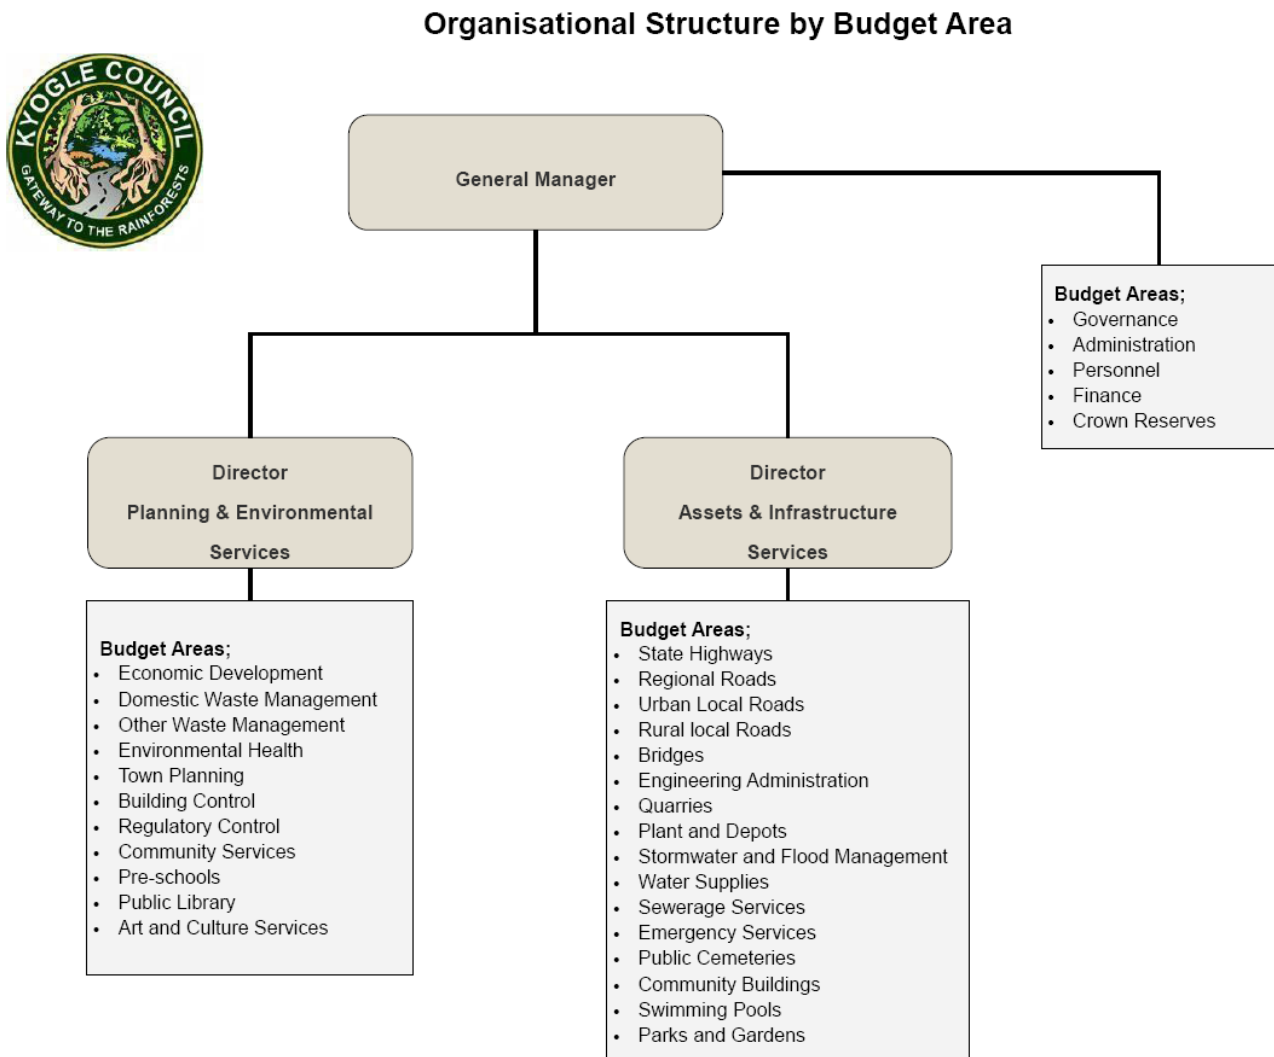 Organisational Structure by Budget Area
KYOGLE COUNCIL
GATEWAY TO THE RAINFORESTS
General Manager
Budget Areas;
• Governance
• Administration
• Personnel
• Finance
• Crown Reserves
Director
Planning & Environmental
Services
Director
Assets & Infrastructure
Services
Budget Areas;
• Economic Development
• Domestic Waste Management
• Other Waste Management
• Environmental Health
• Town Planning
• Building Control
• Regulatory Control
• Community Services
• Pre-schools
• Public Library
• Art and Culture Services
Budget Areas;
• State Highways
• Regional Roads
• Urban Local Roads
• Rural local Roads
• Bridges
• Engineering Administration
• Quarries
• Plant and Depots
• Stormwater and Flood Management
• Water Supplies
• Sewerage Services
• Emergency Services
• Public Cemeteries
• Community Buildings
• Swimming Pools
• Parks and Gardens